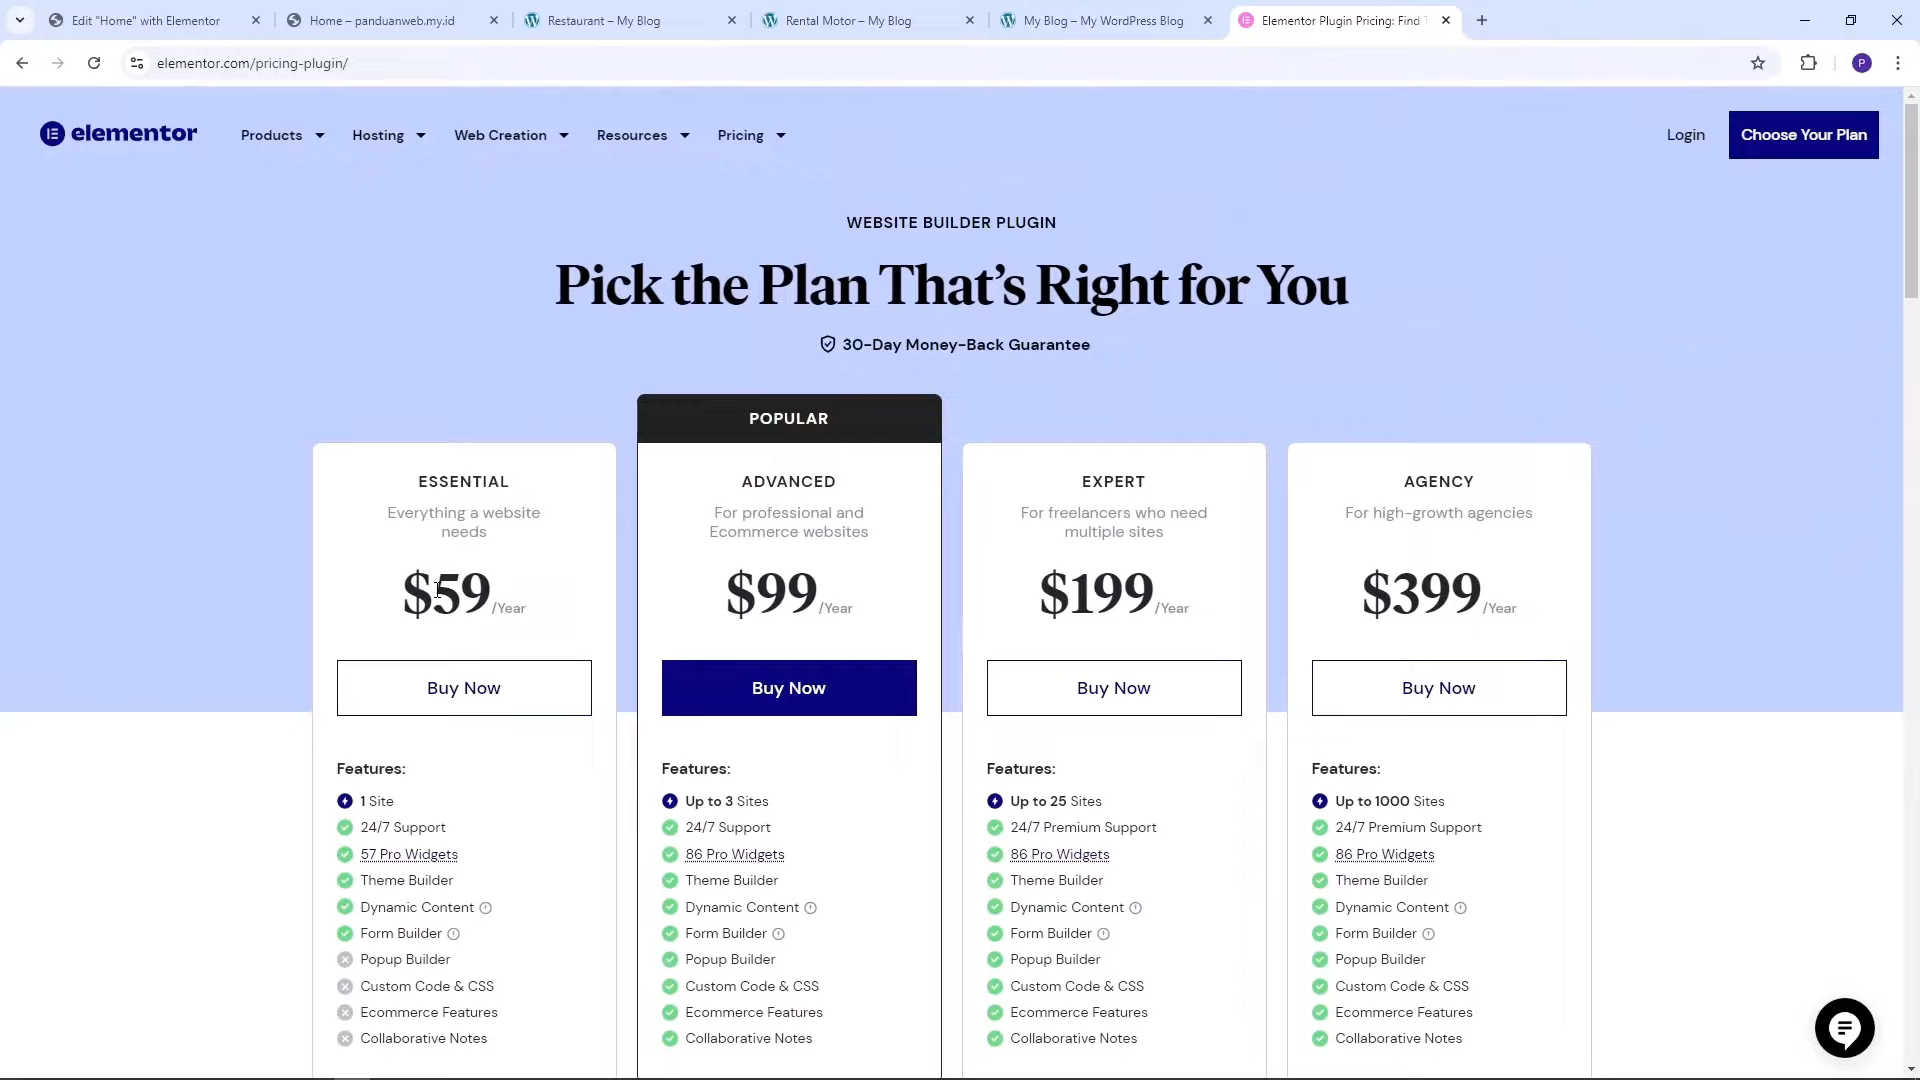 Edit "Home" with Elementor
Home – panduanweb.my.id
Restaurant – My Blog
Rental Motor – My Blog
My Blog – My WordPress Blog
Elementor Plugin Pricing: Find
elementor.com/pricing-plugin/
P
elementor
Products
Hosting
Web Creation
Resources
Pricing
Login
Choose Your Plan
WEBSITE BUILDER PLUGIN
Pick the Plan That's Right for You
30-Day Money-Back Guarantee
ESSENTIAL
Everything a website
needs
$59/Year
Buy Now
Features:
1 Site
24/7 Support
57 Pro Widgets
Theme Builder
Dynamic Content
Form Builder
Popup Builder
Custom Code & CSS
Ecommerce Features
Collaborative Notes
POPULAR
ADVANCED
For professional and
Ecommerce websites
$99/Year
Buy Now
Features:
Up to 3 Sites
24/7 Support
86 Pro Widgets
Theme Builder
Dynamic Content
Form Builder
Popup Builder
Custom Code & CSS
Ecommerce Features
Collaborative Notes
EXPERT
For freelancers who need
multiple sites
$199/Year
Buy Now
Features:
Up to 25 Sites
24/7 Premium Support
86 Pro Widgets
Theme Builder
Dynamic Content
Form Builder
Popup Builder
Custom Code & CSS
Ecommerce Features
Collaborative Notes
AGENCY
For high-growth agencies
$399/Year
Buy Now
Features:
Up to 1000 Sites
24/7 Premium Support
86 Pro Widgets
Theme Builder
Dynamic Content
Form Builder
Popup Builder
Custom Code & CSS
Ecommerce Features
Collaborative Notes